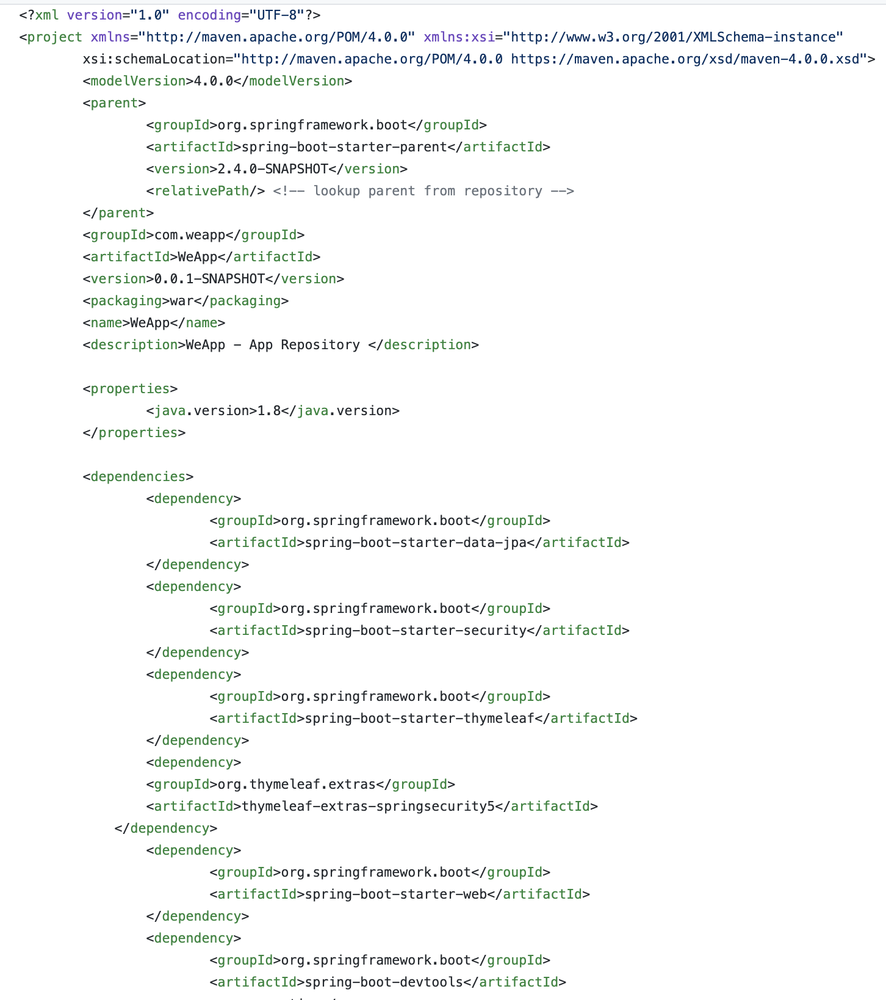 <?xml version="1.0" encoding="UTF-8"?>
<project xmlns="http://maven.apache.org/POM/4.0.0" xmlns:xsi="http://www.w3.org/2001/XMLSchema-instance"
xsi:schemaLocation="http://maven.apache.org/POM/4.0.0 https://maven.apache.org/xsd/maven-4.0.0.xsd">
<modelVersion>4.0.0</modelVersion>
<parent>
<groupId>org.springframework.boot</groupId>
<artifactId>spring-boot-starter-parent</artifactId>
<version>2.4.0-SNAPSHOT</version>
<relativePath/> <!-- lookup parent from repository -->
</parent>
<groupId>com.weapp</groupId>
<artifactId>WeApp</artifactId>
<version>0.0.1-SNAPSHOT</version>
<packaging>war</packaging>
<name>WeApp</name>
<description>WeApp - App Repository </description>
<properties>
<java.version>1.8</java.version>
</properties>
<dependencies>
<dependency>
<groupId>org.springframework.boot</groupId>
<artifactId>spring-boot-starter-data-jpa</artifactId>
</dependency>
<dependency>
<groupId>org.springframework.boot</groupId>
<artifactId>spring-boot-starter-security</artifactId>
</dependency>
<dependency>
<groupId>org.springframework.boot</groupId>
<artifactId>spring-boot-starter-thymeleaf</artifactId>
</dependency>
<dependency>
<groupId>org.thymeleaf.extras</groupId>
<artifactId>thymeleaf-extras-springsecurity5</artifactId>
</dependency>
<dependency>
<groupId>org.springframework.boot</groupId>
<artifactId>spring-boot-starter-web</artifactId>
</dependency>
<dependency>
<groupId>org.springframework.boot</groupId>
<artifactId>spring-boot-devtools</artifactId>